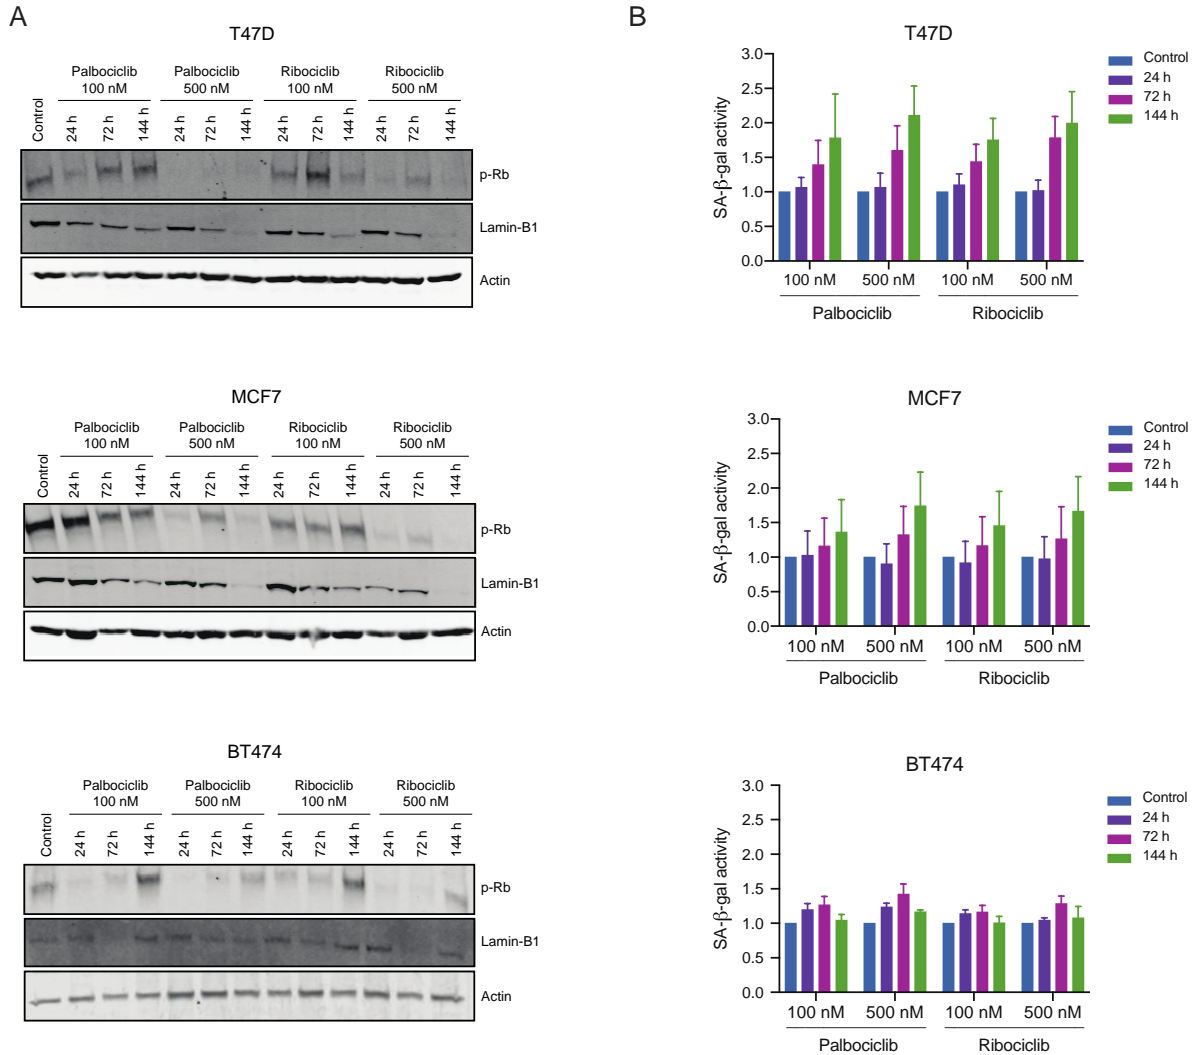 A
T47D
Palbociclib 100 nM
Palbociclib 500 nM
Ribociclib 100 nM
Ribociclib 500 nM
Control
24 h
72 h
144 h
24 h
72 h
144 h
24 h
72 h
144 h
24 h
72 h
144 h
p-Rb
Lamin-B1
Actin
MCF7
Palbociclib 100 nM
Palbociclib 500 nM
Ribociclib 100 nM
Ribociclib 500 nM
Control
24 h
72 h
144 h
24 h
72 h
144 h
24 h
72 h
144 h
24 h
72 h
144 h
p-Rb
Lamin-B1
Actin
BT474
Palbociclib 100 nM
Palbociclib 500 nM
Ribociclib 100 nM
Ribociclib 500 nM
Control
24 h
72 h
144 h
24 h
72 h
144 h
24 h
72 h
144 h
24 h
72 h
144 h
p-Rb
Lamin-B1
Actin
B
T47D
SA-β-gal activity
3.0
2.5
2.0
1.5
1.0
0.5
0.0
100 nM 500 nM 100 nM 500 nM
Palbociclib Ribociclib
Control
24 h
72 h
144 h
MCF7
SA-β-gal activity
3.0
2.5
2.0
1.5
1.0
0.5
0.0
100 nM 500 nM 100 nM 500 nM
Palbociclib Ribociclib
Control
24 h
72 h
144 h
BT474
SA-β-gal activity
3.0
2.5
2.0
1.5
1.0
0.5
0.0
100 nM 500 nM 100 nM 500 nM
Palbociclib Ribociclib
Control
24 h
72 h
144 h